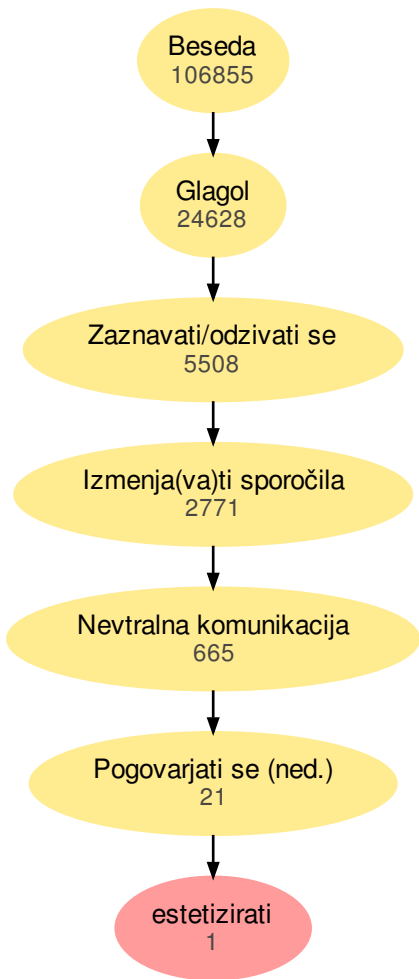 Beseda
106855
Glagol
24628
Zaznavati/odzivati se
5508
Izmenja(va)ti sporočila
2771
Nevtralna komunikacija
665
Pogovarjati se (ned.)
21
estetizirati
1